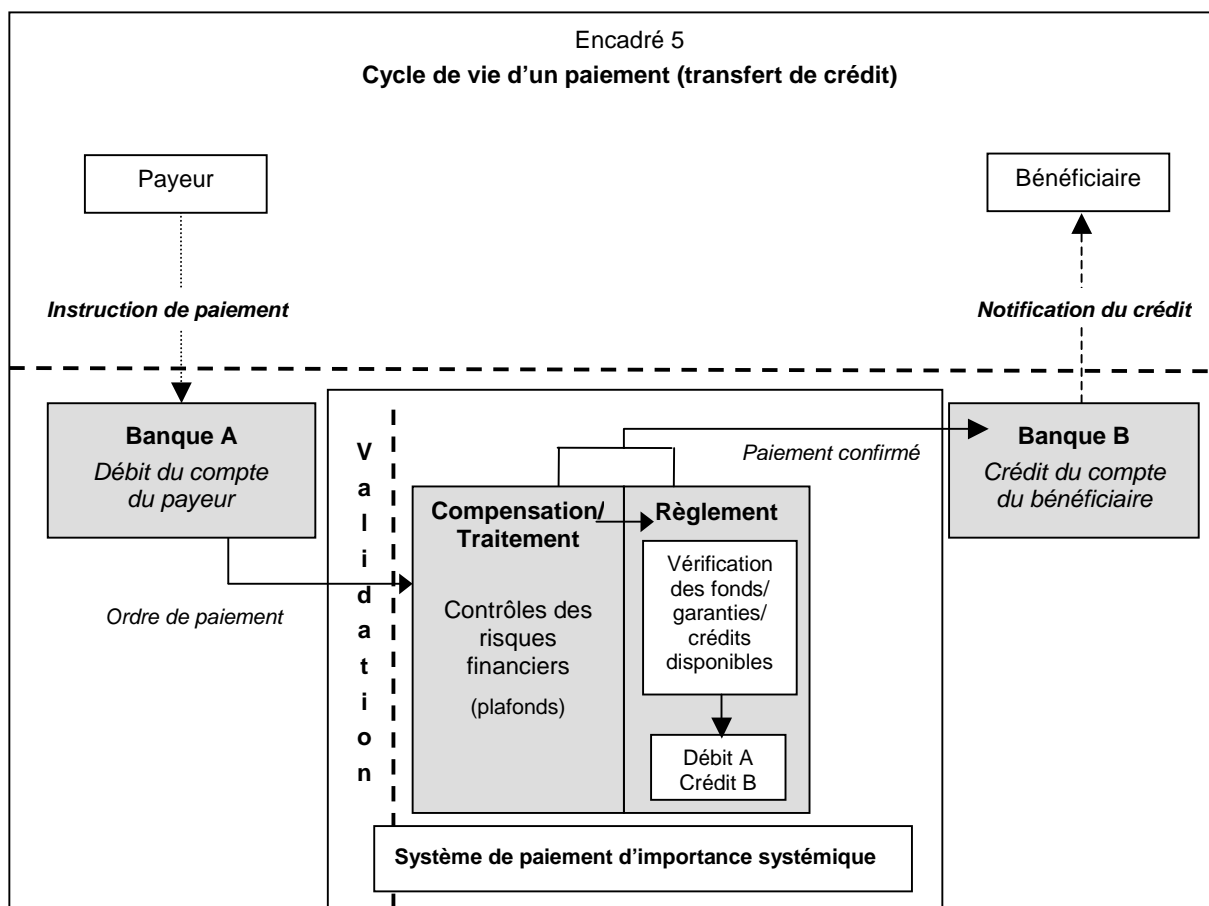 Encadré 5
Cycle de vie d’un paiement (transfert de crédit)
Payeur
Bénéficiaire
Instruction de paiement
Notification du crédit
Banque A
Débit du compte
du payeur
Validation
Banque B
Crédit du compte
du bénéficiaire
Paiement confirmé
Compensation/
Traitement
Contrôles des
risques
financiers
(plafonds)
Règlement
Vérification
des fonds/
garanties/
crédits
disponibles
Débit A
Crédit B
Ordre de paiement
Système de paiement d’importance systémique